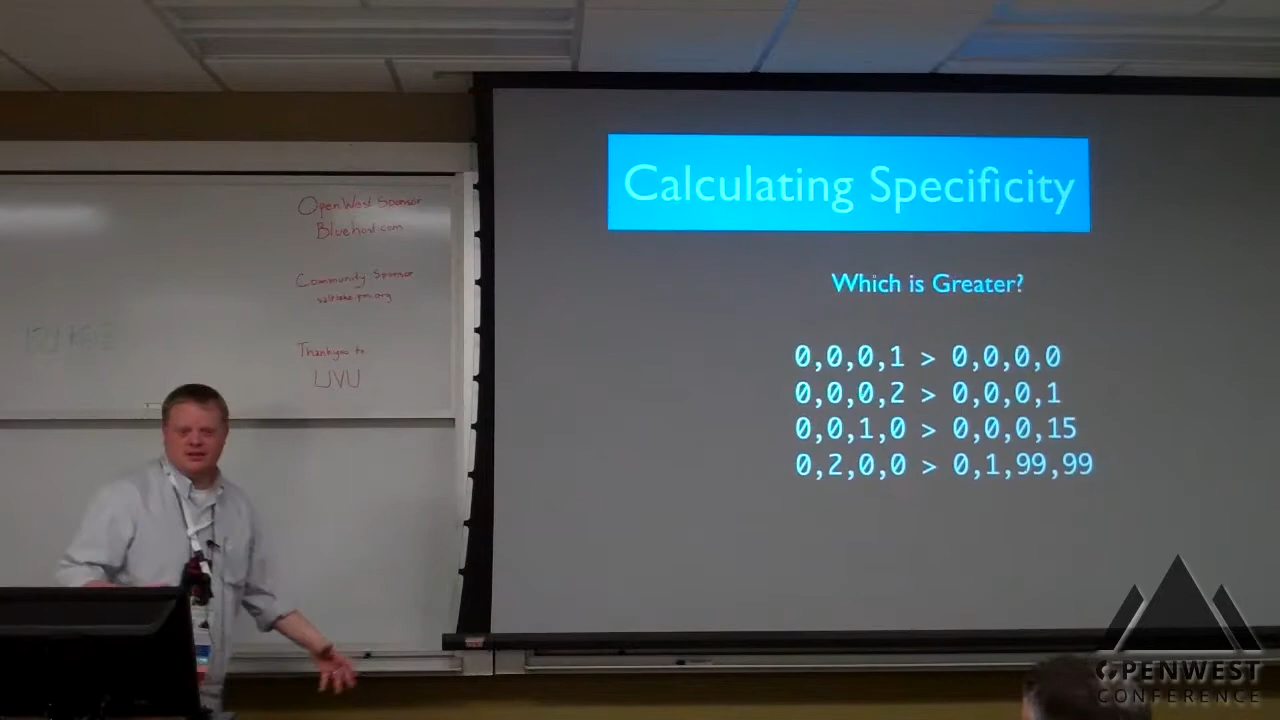 OpenWest Sponsor
Bluehost.com
Community Sponsor
Thankyou to
UVU
Calculating Specificity
Which is Greater?
0,0,0,1 > 0,0,0,0
0,0,0,2 > 0,0,0,1
0,0,1,0 > 0,0,0,15
0,2,0,0 > 0,1,99,99
OPENWEST
CONFERENCE